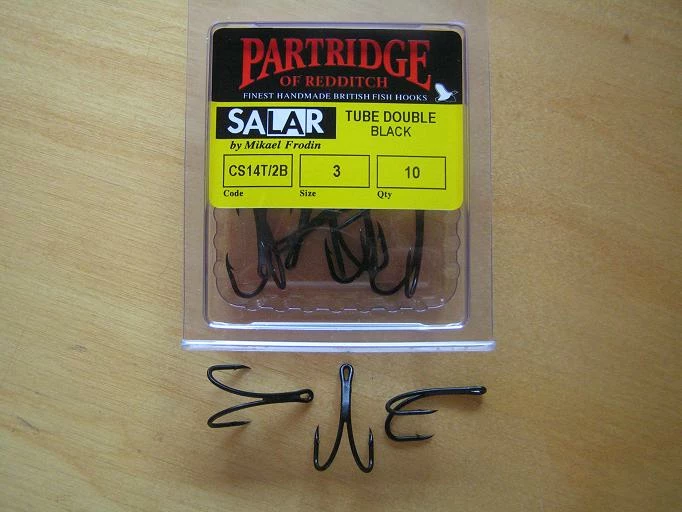 PARTRIDGE
OF REDDITCH
FINEST HANDMADE BRITISH FISH HOOKS
SALAR
by Mikael Frodin
TUBE DOUBLE
BLACK
CS14T/2B 3 10
Code Size Qty